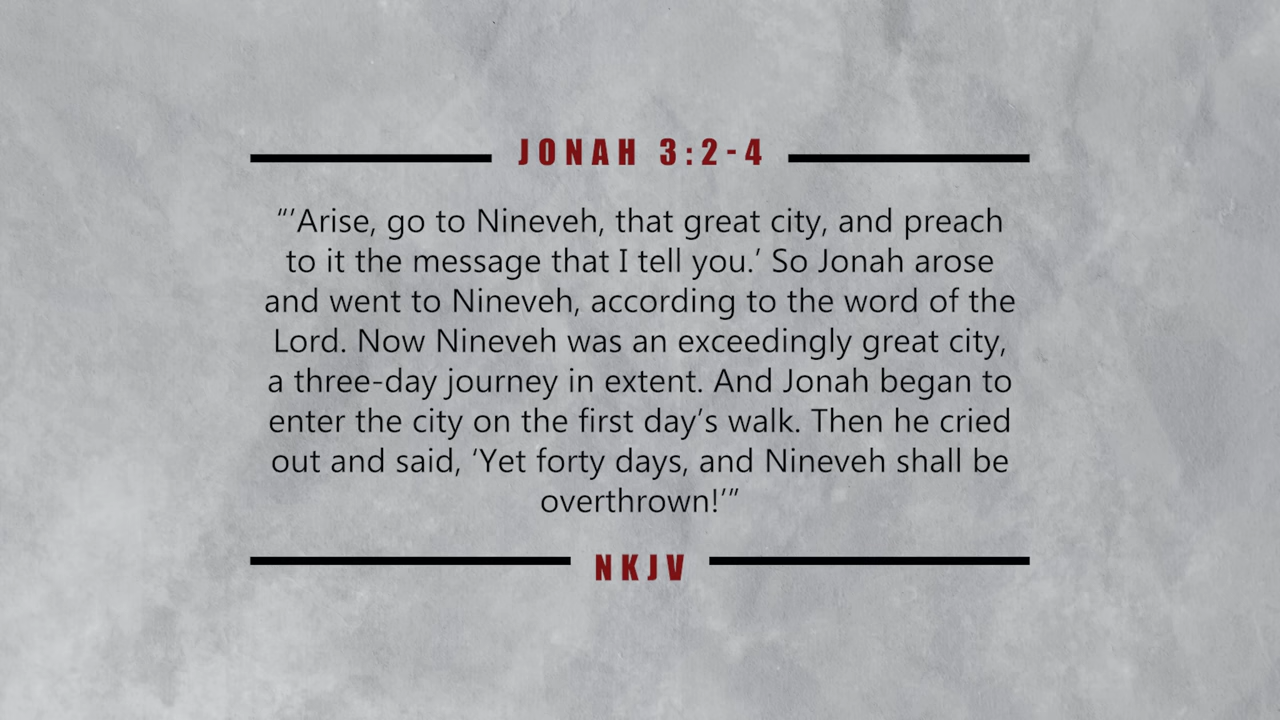 JONAH 3:2-4
“‘Arise, go to Nineveh, that great city, and preach
to it the message that I tell you.’ So Jonah arose
and went to Nineveh, according to the word of the
Lord. Now Nineveh was an exceedingly great city,
a three-day journey in extent. And Jonah began to
enter the city on the first day’s walk. Then he cried
out and said, ‘Yet forty days, and Nineveh shall be
overthrown!’”
NKJV